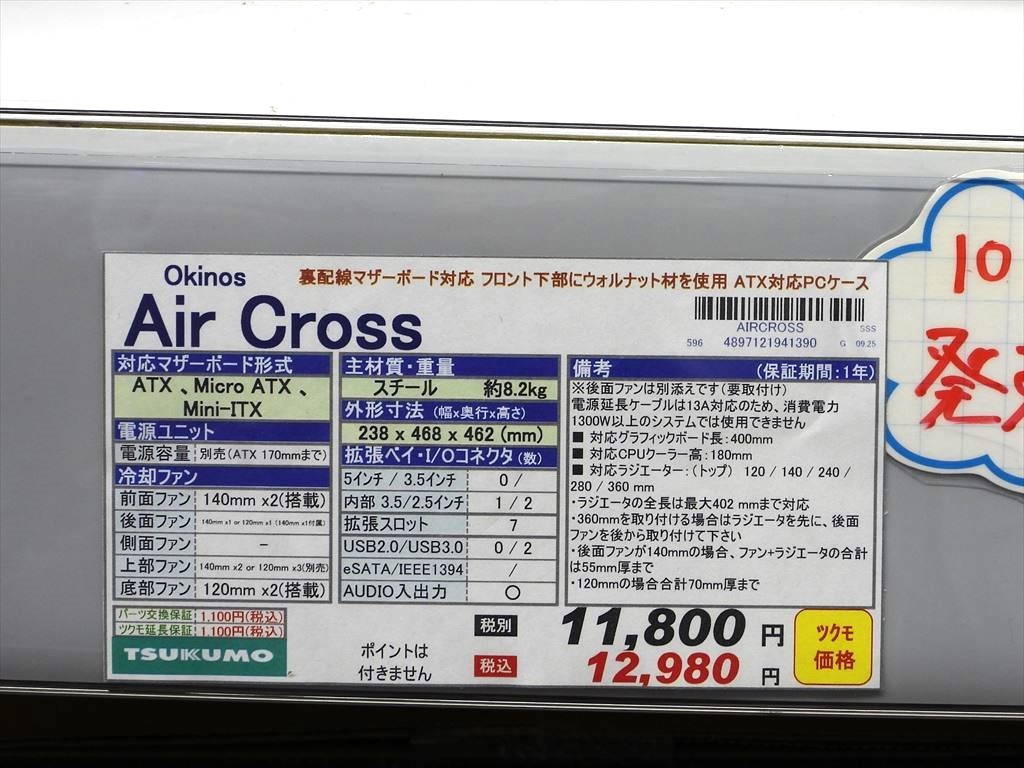 Okinos
裏配線マザーボード対応 フロント下部にウォルナット材を使用 ATX対応PCケース
Air Cross
AIRCROSS SSS
596 4897121941390 G 09.25
対応マザーボード形式
ATX 、Micro ATX 、
Mini-ITX
電源ユニット
電源容量 別売(ATX 170mmまで)
冷却ファン
前面ファン 140mm x2(搭載)
後面ファン 140mm x1 or 120mm x1 (140mm x1付属)
側面ファン -
上部ファン 140mm x2 or 120mm x3(別売)
底部ファン 120mm x2(搭載)
主材質・重量
スチール 約8.2kg
外形寸法 (幅x奥行x高さ)
238 x 468 x 462 (mm)
拡張ベイ・I/Oコネクタ(数)
5インチ / 3.5インチ 0 /
内部 3.5/2.5インチ 1 / 2
拡張スロット 7
USB2.0/USB3.0 0 / 2
eSATA/IEEE1394 /
AUDIO入出力 ○
備考 (保証期間:1年)
※後面ファンは別添えです(要取付け)
電源延長ケーブルは13A対応のため、消費電力
1300W以上のシステムでは使用できません
■ 対応グラフィックボード長:400mm
■ 対応CPUクーラー高:180mm
■ 対応ラジエター:(トップ) 120 / 140 / 240 /
280 / 360 mm
・ラジエータの全長は最大402 mmまで対応
・360mmを取り付ける場合はラジエータを先に、後面
ファンを後から取り付けて下さい
・後面ファンが140mmの場合、ファン+ラジエータの合計
は55mm厚まで
・120mmの場合合計70mm厚まで
パーツ交換保証 1,100円(税込)
ツクモ延長保証 1,100円(税込)
TSUKUMO
ポイントは
付きません
税別 11,800 円
税込 12,980 円
ツクモ
価格
10
発